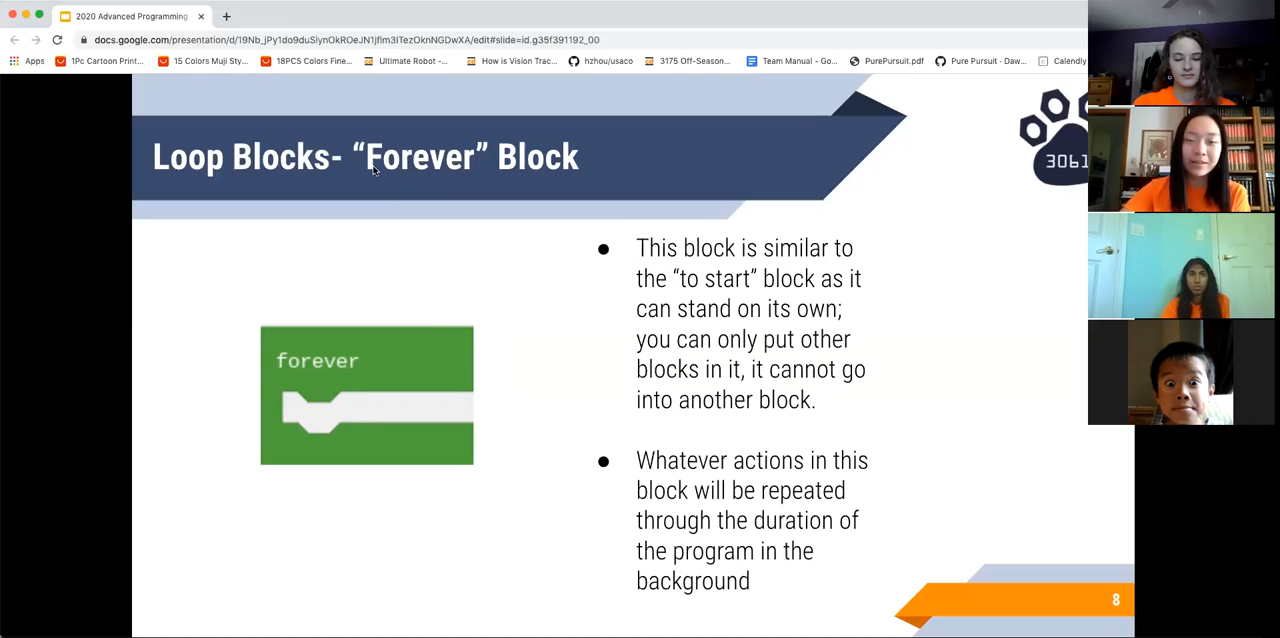 2020 Advanced Programming
docs.google.com/presentation/d/19Nb_jPy1do9duSlynOkROeJN1jflm3ITezOknNGDwXA/edit#slide=id.g35f391192_00
Apps 1Pc Cartoon Print... 15 Colors Muji Sty... 18PCS Colors Fine... Ultimate Robot -... How is Vision Trac... hzhou/usaco 3175 Off-Season... Team Manual - Go... PurePursuit.pdf Pure Pursuit - Daw... Calendly
Loop Blocks- “Forever” Block
3061
forever
● This block is similar to
the “to start” block as it
can stand on its own;
you can only put other
blocks in it, it cannot go
into another block.
● Whatever actions in this
block will be repeated
through the duration of
the program in the
background
8